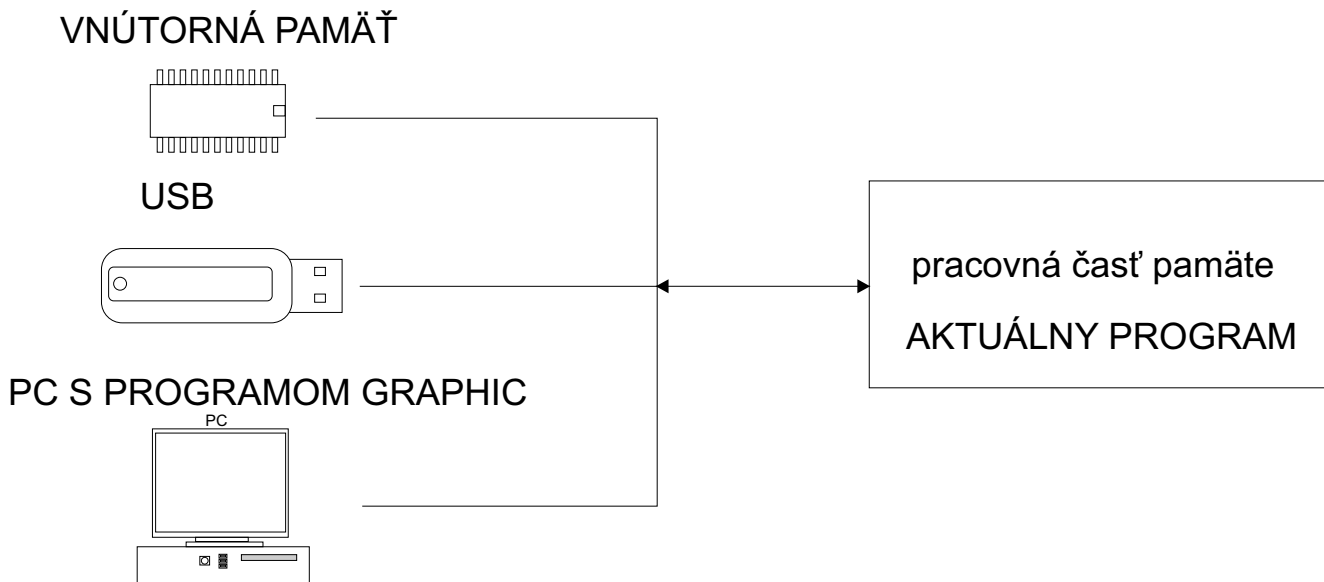 VNÚTORNÁ PAMÄŤ
USB
PC S PROGRAMOM GRAPHIC
PC
pracovná časť pamäte
AKTUÁLNY PROGRAM